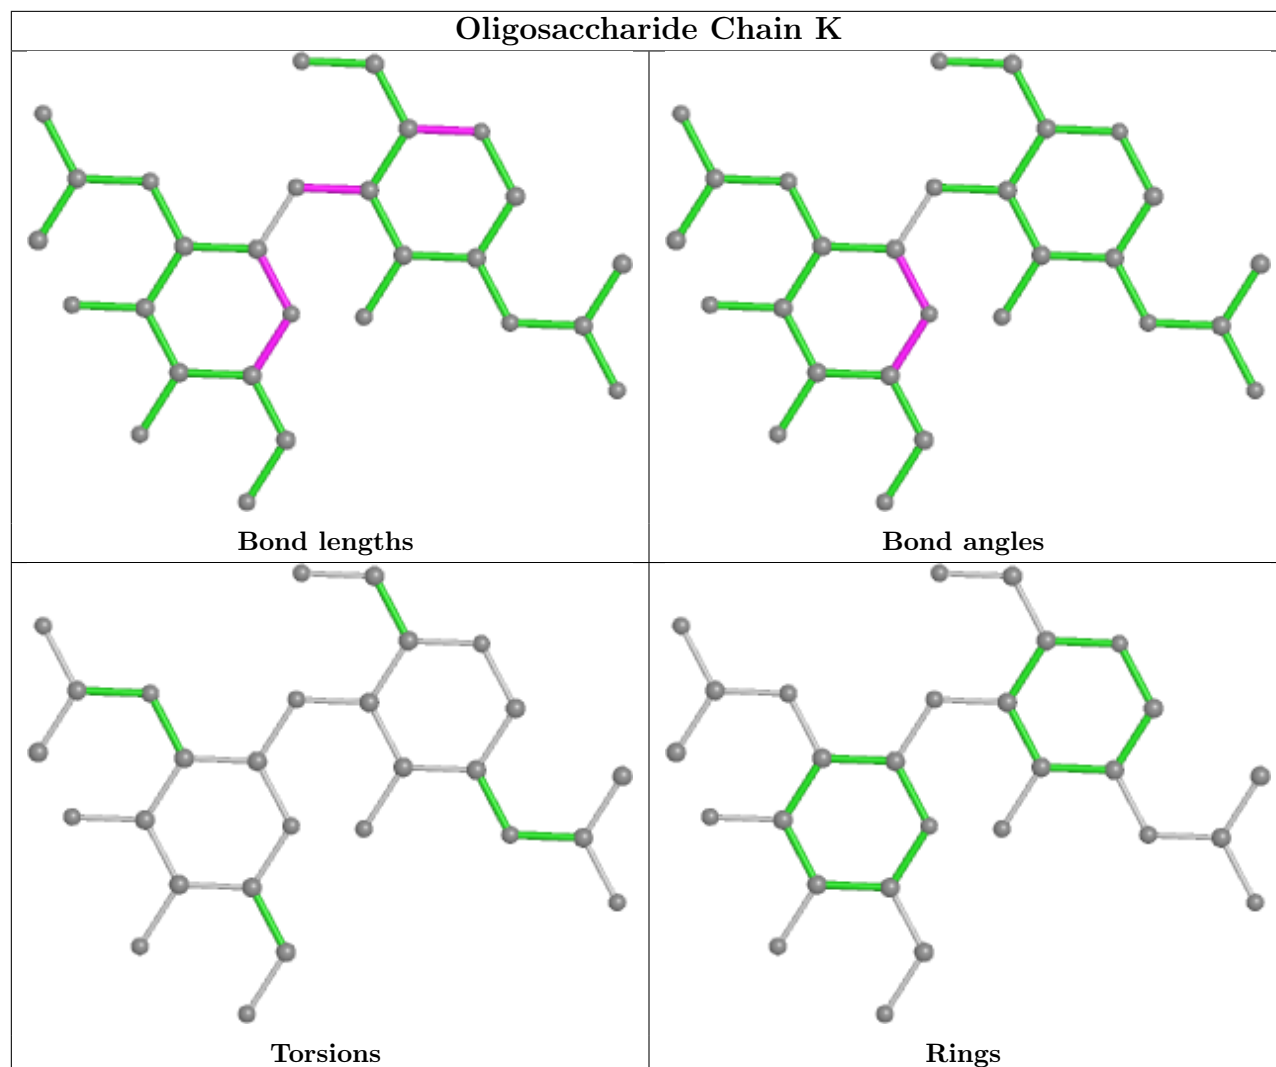 Oligosaccharide Chain K
Bond lengths
Bond angles
Torsions
Rings